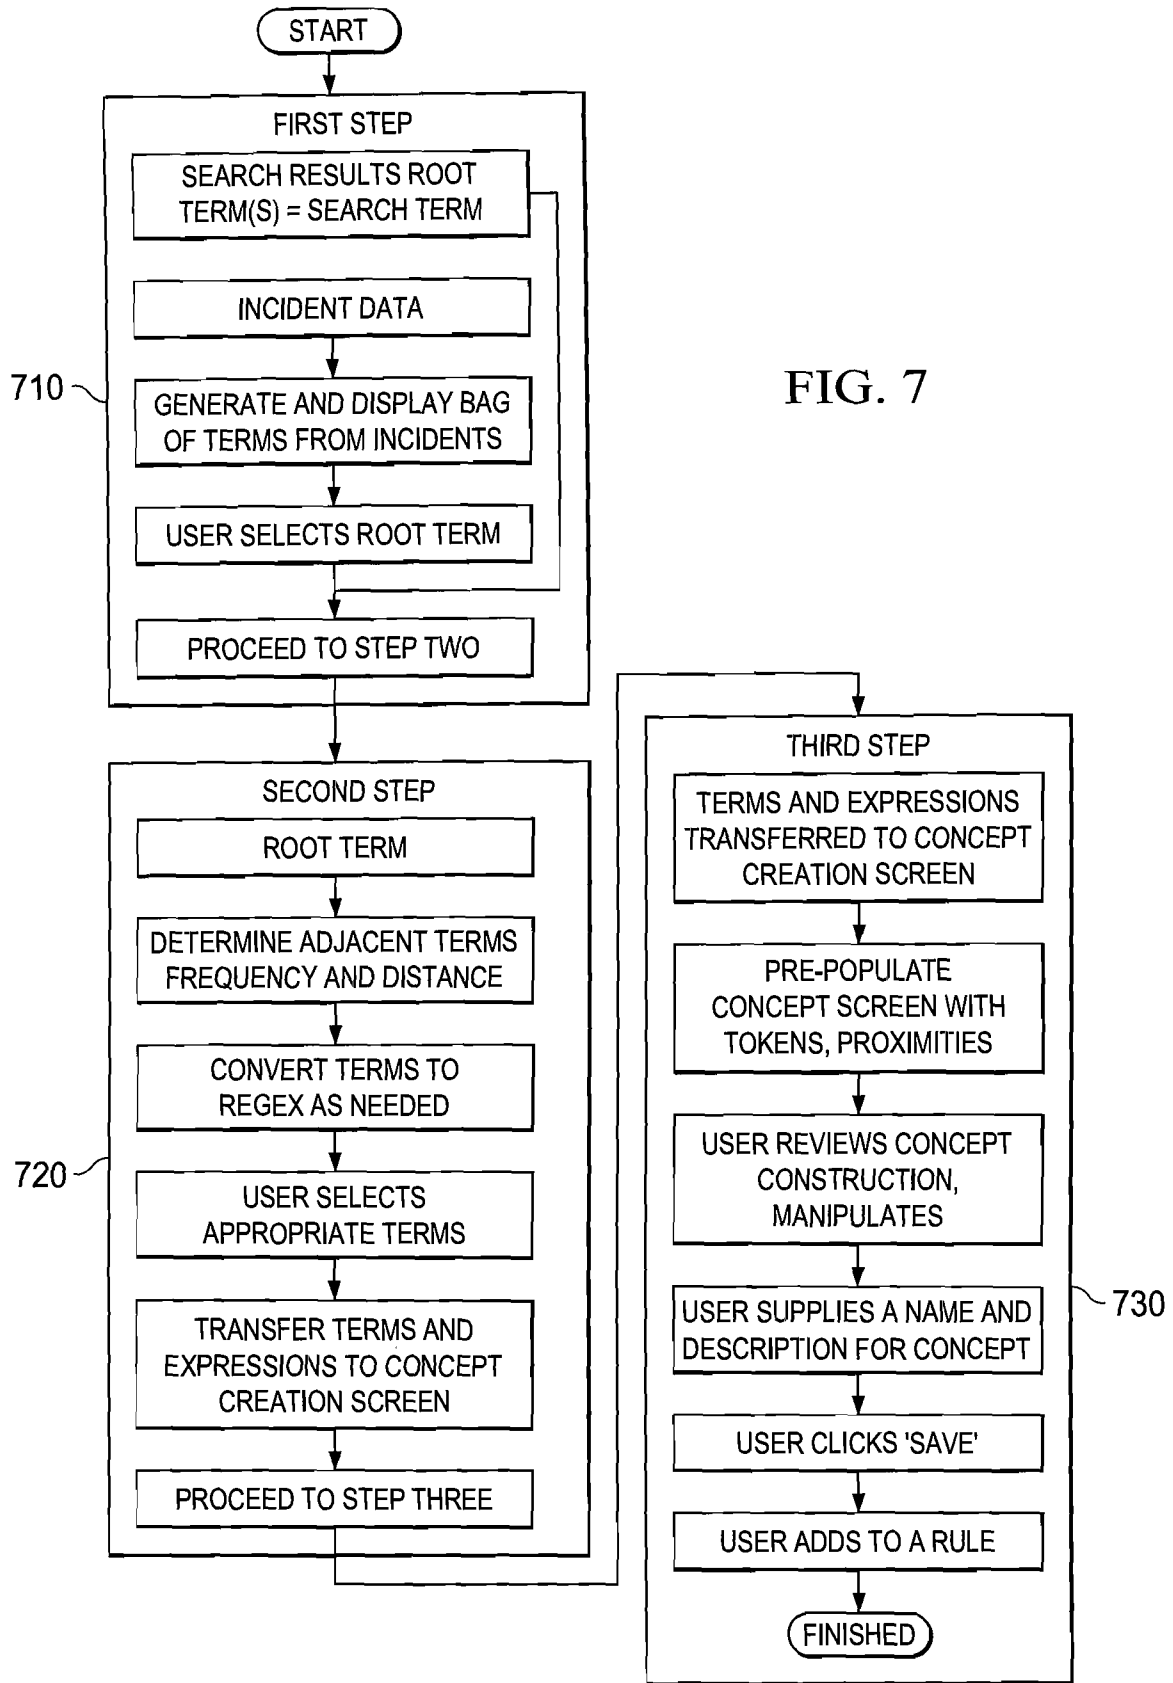 START
FIRST STEP
SEARCH RESULTS ROOT
TERM(S) = SEARCH TERM
INCIDENT DATA
710
GENERATE AND DISPLAY BAG
OF TERMS FROM INCIDENTS
USER SELECTS ROOT TERM
PROCEED TO STEP TWO
FIG. 7
SECOND STEP
ROOT TERM
DETERMINE ADJACENT TERMS
FREQUENCY AND DISTANCE
CONVERT TERMS TO
REGEX AS NEEDED
720
USER SELECTS
APPROPRIATE TERMS
TRANSFER TERMS AND
EXPRESSIONS TO CONCEPT
CREATION SCREEN
PROCEED TO STEP THREE
THIRD STEP
TERMS AND EXPRESSIONS
TRANSFERRED TO CONCEPT
CREATION SCREEN
PRE-POPULATE
CONCEPT SCREEN WITH
TOKENS, PROXIMITIES
USER REVIEWS CONCEPT
CONSTRUCTION,
MANIPULATES
USER SUPPLIES A NAME AND
DESCRIPTION FOR CONCEPT
730
USER CLICKS 'SAVE'
USER ADDS TO A RULE
FINISHED